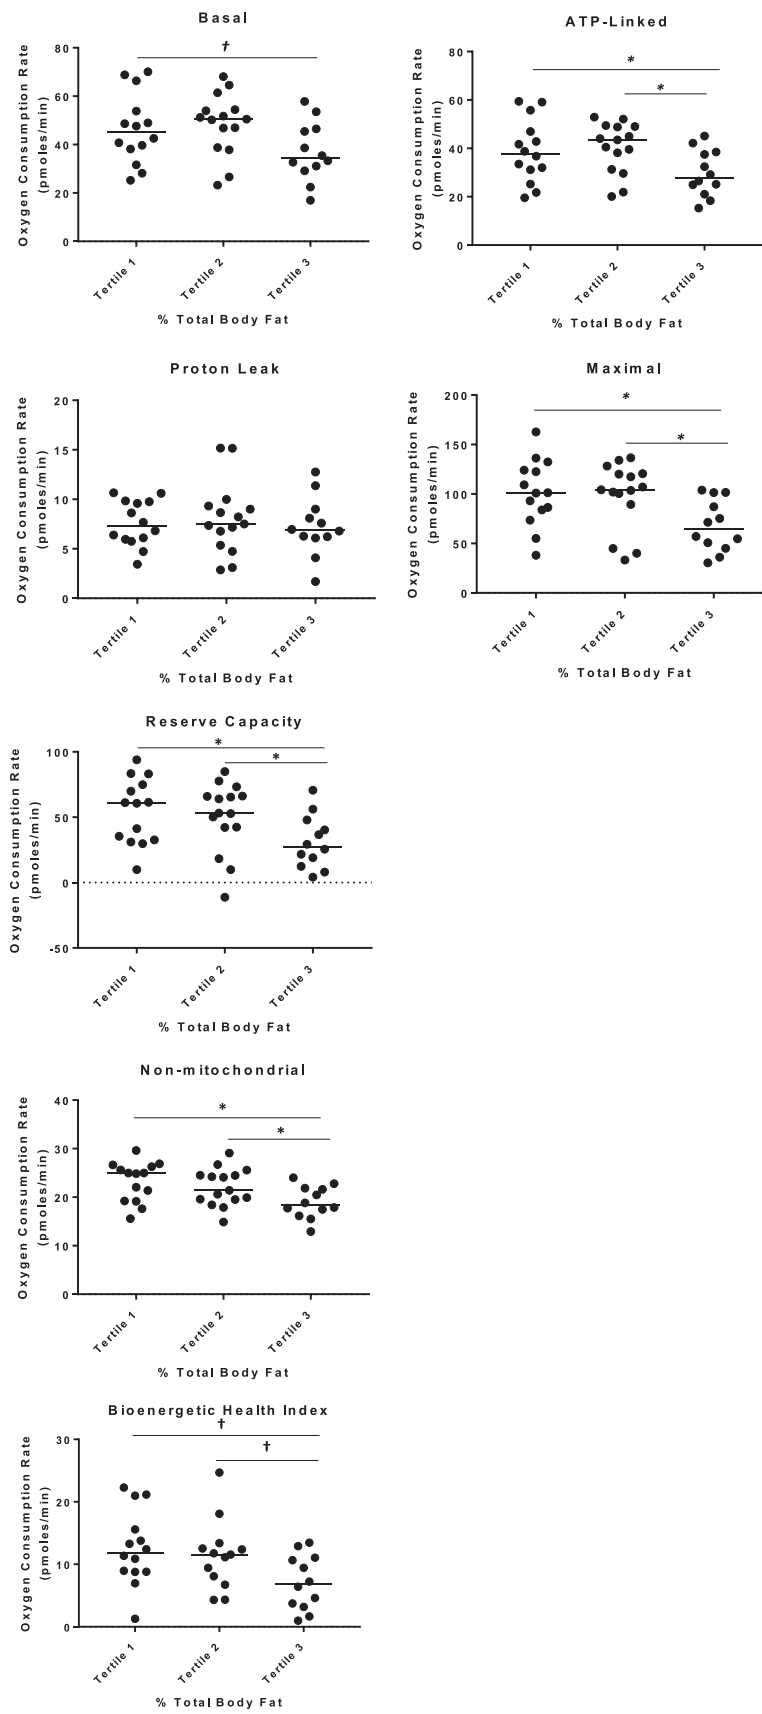 Basal
†
Oxygen Consumption Rate
(pmoles/min)
80
60
40
20
0
Tertile 1
Tertile 2
Tertile 3
% Total Body Fat
ATP-Linked
*
*
Oxygen Consumption Rate
(pmoles/min)
80
60
40
20
0
Tertile 1
Tertile 2
Tertile 3
% Total Body Fat
Proton Leak
Oxygen Consumption Rate
(pmoles/min)
20
15
10
5
0
Tertile 1
Tertile 2
Tertile 3
% Total Body Fat
Maximal
*
*
Oxygen Consumption Rate
(pmoles/min)
200
150
100
50
0
Tertile 1
Tertile 2
Tertile 3
% Total Body Fat
Reserve Capacity
*
*
Oxygen Consumption Rate
(pmoles/min)
100
50
0
-50
Tertile 1
Tertile 2
Tertile 3
% Total Body Fat
Non-mitochondrial
*
*
Oxygen Consumption Rate
(pmoles/min)
40
30
20
10
0
Tertile 1
Tertile 2
Tertile 3
% Total Body Fat
Bioenergetic Health Index
†
†
Oxygen Consumption Rate
(pmoles/min)
30
20
10
0
Tertile 1
Tertile 2
Tertile 3
% Total Body Fat